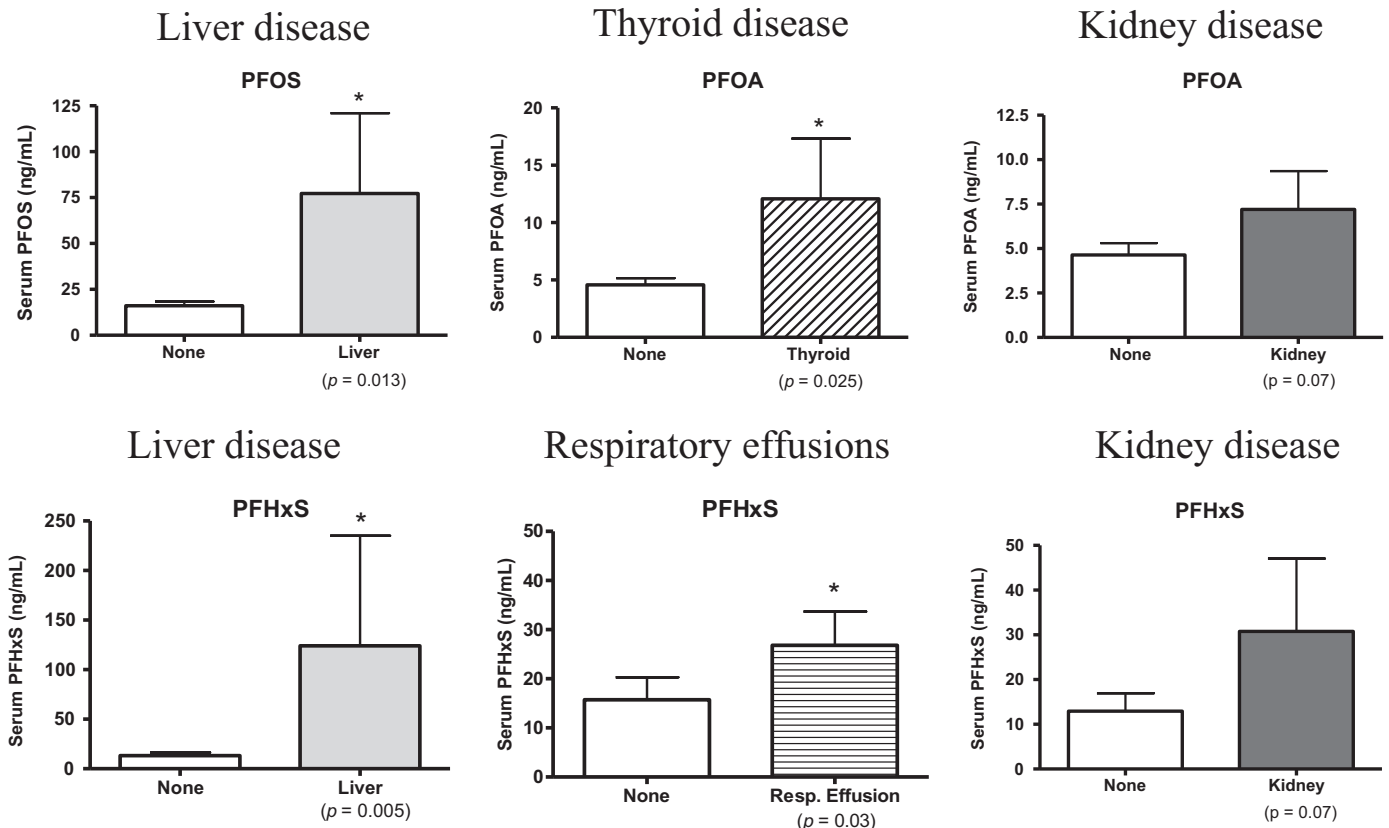 Liver disease
PFOS
Serum PFOS (ng/mL)
125
100
75
50
25
0
*
None
Liver
(p = 0.013)
Thyroid disease
PFOA
Serum PFOA (ng/mL)
20
15
10
5
0
*
None
Thyroid
(p = 0.025)
Kidney disease
PFOA
Serum PFOA (ng/mL)
12.5
10.0
7.5
5.0
2.5
0.0
None
Kidney
(p = 0.07)
Liver disease
PFHxS
Serum PFHxS (ng/mL)
250
200
150
100
50
0
*
None
Liver
(p = 0.005)
Respiratory effusions
PFHxS
Serum PFHxS (ng/mL)
50
40
30
20
10
0
*
None
Resp. Effusion
(p = 0.03)
Kidney disease
PFHxS
Serum PFHxS (ng/mL)
50
40
30
20
10
0
None
Kidney
(p = 0.07)